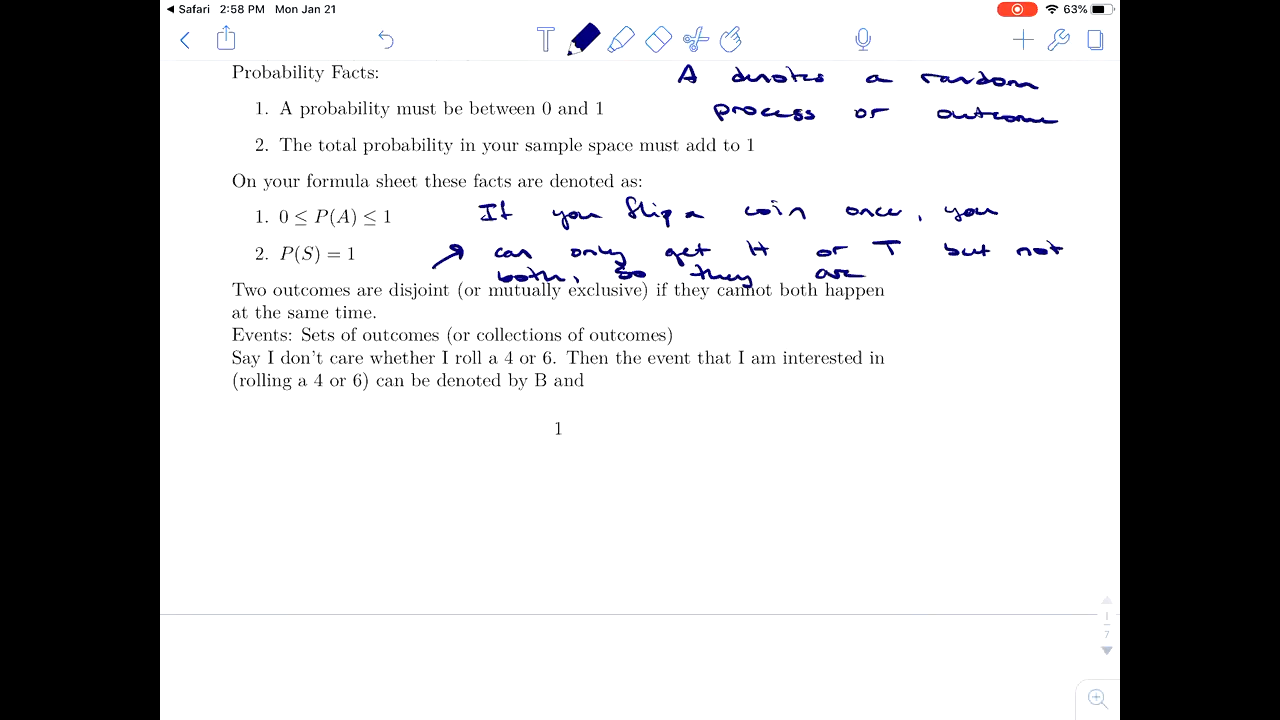 Safari 2:58 PM Mon Jan 21 63%
T
Probability Facts:
A denotes a random
1. A probability must be between 0 and 1
process or outcome
2. The total probability in your sample space must add to 1
On your formula sheet these facts are denoted as:
1. 0 ≤ P(A) ≤ 1
If you flip a coin once, you
2. P(S) = 1
can only get H or T but not
both, so they are
Two outcomes are disjoint (or mutually exclusive) if they cannot both happen
at the same time.
Events: Sets of outcomes (or collections of outcomes)
Say I don't care whether I roll a 4 or 6. Then the event that I am interested in
(rolling a 4 or 6) can be denoted by B and
1
1
7